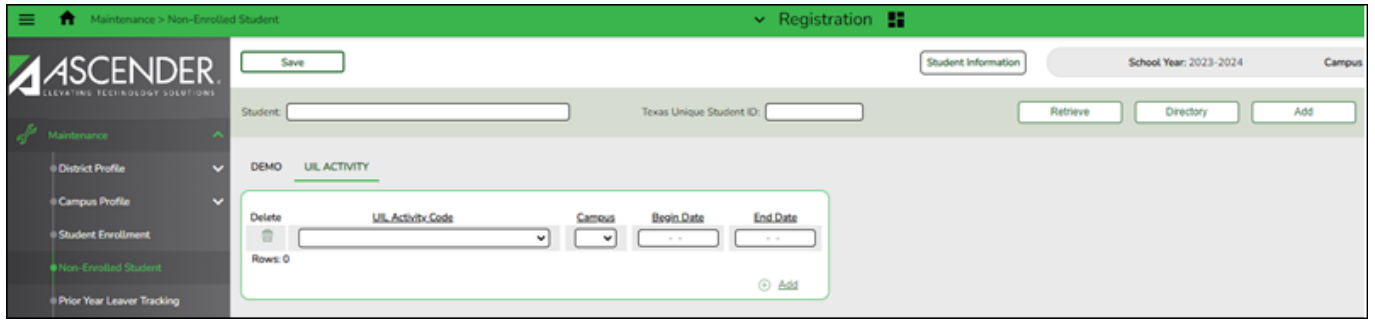 Maintenance > Non-Enrolled Student
Registration
ASCENDER.
ELEVATING TECHNOLOGY SOLUTIONS
Save
Student Information
School Year: 2023-2024
Campus
Student:
Texas Unique Student ID:
Retrieve
Directory
Add
Maintenance
District Profile
Campus Profile
Student Enrollment
Non-Enrolled Student
Prior Year Leaver Tracking
DEMO
UIL ACTIVITY
Delete
UIL Activity Code
Campus
Begin Date
End Date
- -
- -
Rows: 0
Add